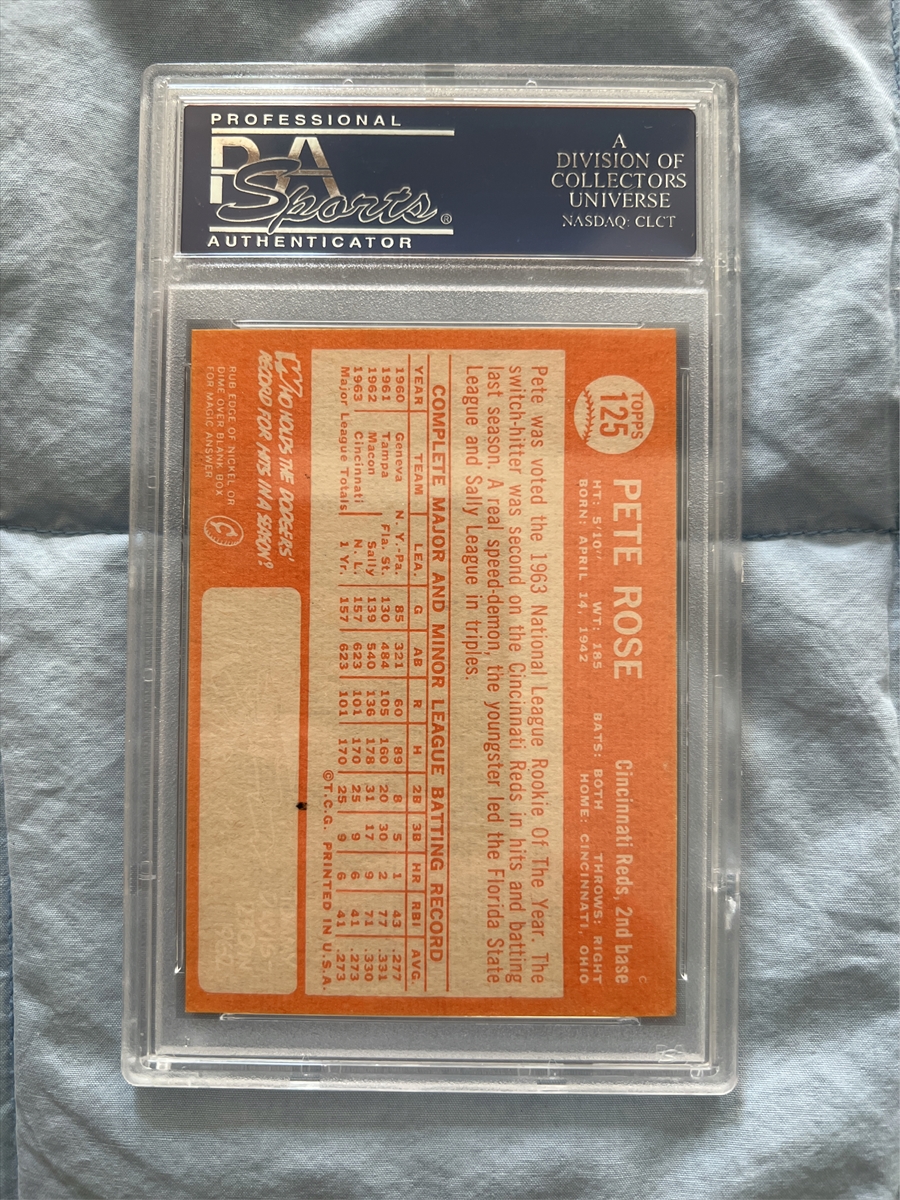 PROFESSIONAL
PSA
Sports®
AUTHENTICATOR
A
DIVISION OF
COLLECTORS
UNIVERSE
NASDAQ: CLCT
TOPPS
125
PETE ROSE
Cincinnati Reds, 2nd base
C
HT: 5'10" WT: 185 BATS: BOTH THROWS: RIGHT
BORN: APRIL 14, 1942 HOME: CINCINNATI, OHIO
Pete was voted the 1963 National League Rookie Of The Year. The
switch-hitter was second on the Cincinnati Reds in hits and batting
last season. A real speed-demon, the youngster led the Florida State
League and Sally League in triples.
COMPLETE MAJOR AND MINOR LEAGUE BATTING RECORD
YEAR TEAM LEA. G AB R H 2B 3B HR RBI AVG.
1960 Geneva N. Y.-Pa. 85 321 60 89 8 5 1 43 .277
1961 Tampa Fla. St. 130 484 105 160 20 30 2 77 .331
1962 Macon Sally 139 540 136 178 31 17 9 71 .330
1963 Cincinnati N. L. 157 623 101 170 25 9 6 41 .273
Major League Totals 1 Yr. 157 623 101 170 25 9 6 41 .273
©T.C.G. PRINTED IN U.S.A.
WHO HOLDS THE DODGERS'
RECORD FOR HITS IN A SEASON?
RUB EDGE OF NICKEL OR
DIME OVER BLANK BOX
FOR MAGIC ANSWER